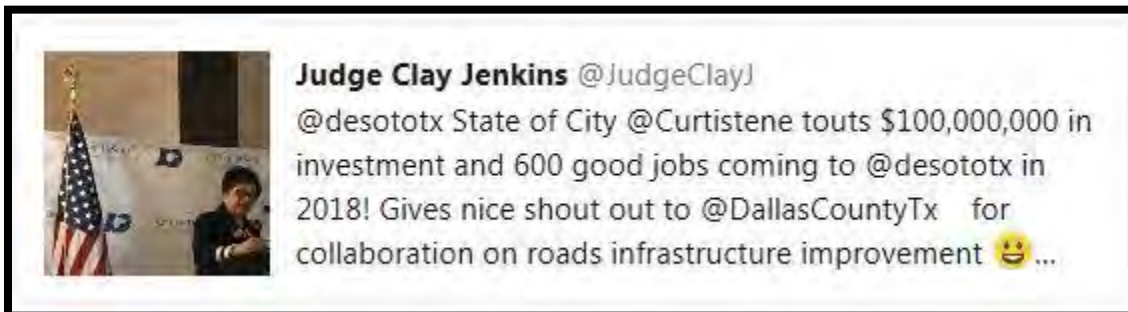 Judge Clay Jenkins @JudgeClayJ
@desototx State of City @Curtistene touts $100,000,000 in
investment and 600 good jobs coming to @desototx in
2018! Gives nice shout out to @DallasCountyTx for
collaboration on roads infrastructure improvement 😃...